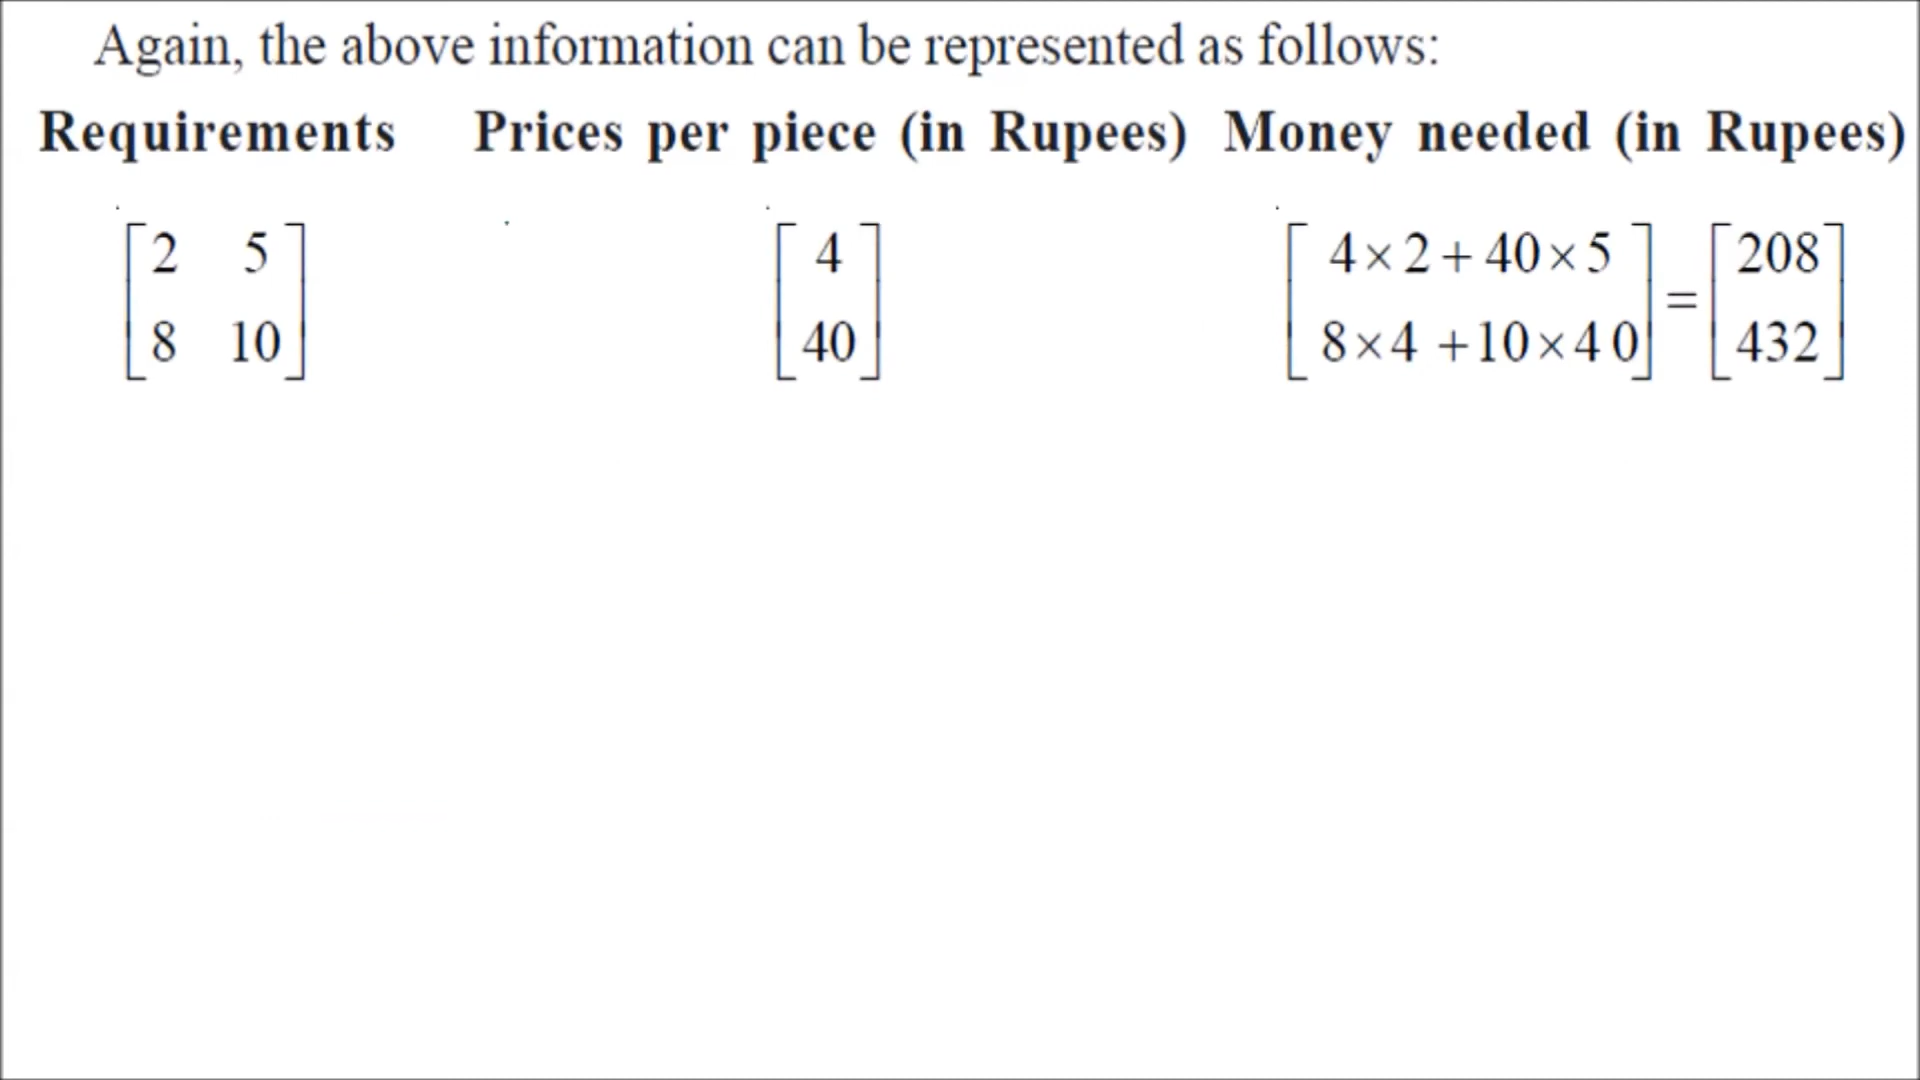 Again, the above information can be represented as follows:
Requirements Prices per piece (in Rupees) Money needed (in Rupees)
[2 5] [4] [4×2+40×5] = [208]
[8 10] [40] [8×4 +10×4 0] [432]